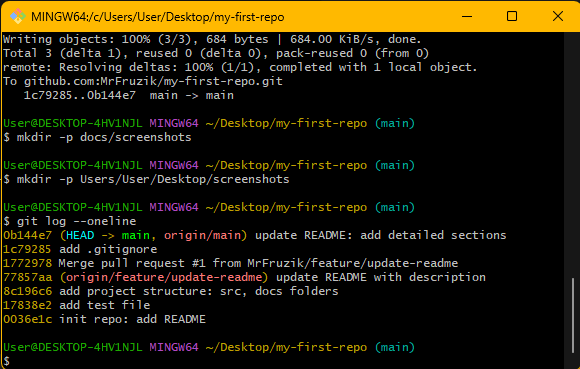 MINGW64:/c/Users/User/Desktop/my-first-repo
Writing objects: 100% (3/3), 684 bytes | 684.00 KiB/s, done.
Total 3 (delta 1), reused 0 (delta 0), pack-reused 0 (from 0)
remote: Resolving deltas: 100% (1/1), completed with 1 local object.
To github.com:MrFruzik/my-first-repo.git
   1c79285..0b144e7  main -> main

User@DESKTOP-4HV1NJL MINGW64 ~/Desktop/my-first-repo (main)
$ mkdir -p docs/screenshots

User@DESKTOP-4HV1NJL MINGW64 ~/Desktop/my-first-repo (main)
$ mkdir -p Users/User/Desktop/screenshots

User@DESKTOP-4HV1NJL MINGW64 ~/Desktop/my-first-repo (main)
$ git log --oneline
0b144e7 (HEAD -> main, origin/main) update README: add detailed sections
1c79285 add .gitignore
1772978 Merge pull request #1 from MrFruzik/feature/update-readme
77857aa (origin/feature/update-readme) update README with description
8c196c6 add project structure: src, docs folders
17838e2 add test file
0036e1c init repo: add README

User@DESKTOP-4HV1NJL MINGW64 ~/Desktop/my-first-repo (main)
$